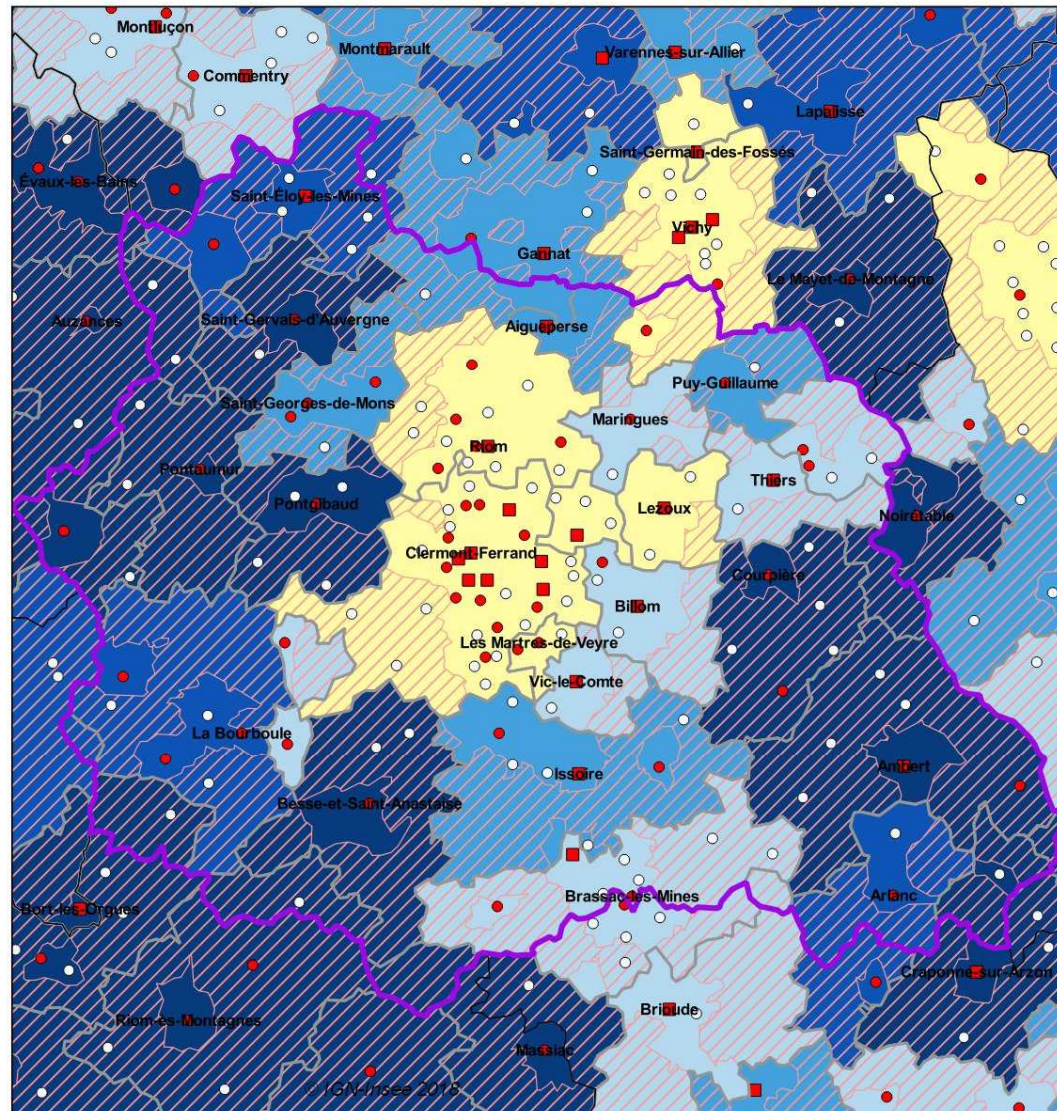 Montluçon
Commentry
Montmarault
Varennes-sur-Allier
Lapalisse
Saint-Germain-des-Fossés
Évaux-les-Bains
Saint-Éloy-les-Mines
Vichy
Gannat
Le Mayet-de-Montagne
Auzances
Saint-Gervais-d'Auvergne
Aigueperse
Puy-Guillaume
Saint-Georges-de-Mons
Maringues
Riom
Pontaumur
Thiers
Pontgibaud
Lezoux
Noirétable
Clermont-Ferrand
Courpière
Billom
Les Martres-de-Veyre
Vic-le-Comte
La Bourboule
Issoire
Ambert
Besse-et-Saint-Anastaise
Brassac-les-Mines
Arlanc
Bort-les-Orgues
Craponne-sur-Arzon
Brioude
Riom-ès-Montagnes
Massiac
© IGN-Insee 2018